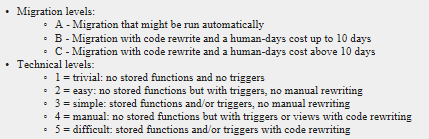 • Migration levels:
◦ A - Migration that might be run automatically
◦ B - Migration with code rewrite and a human-days cost up to 10 days
◦ C - Migration with code rewrite and a human-days cost above 10 days
• Technical levels:
◦ 1 = trivial: no stored functions and no triggers
◦ 2 = easy: no stored functions but with triggers, no manual rewriting
◦ 3 = simple: stored functions and/or triggers, no manual rewriting
◦ 4 = manual: no stored functions but with triggers or views with code rewriting
◦ 5 = difficult: stored functions and/or triggers with code rewriting